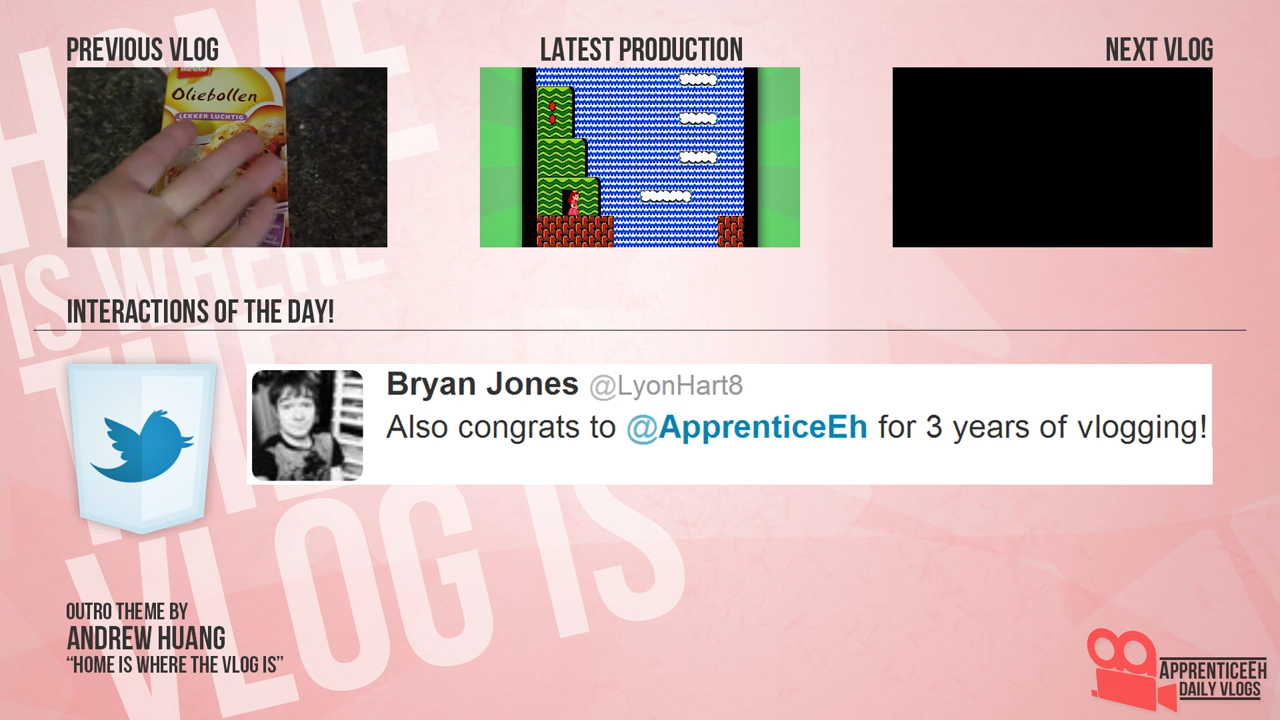 PREVIOUS VLOG
LATEST PRODUCTION
NEXT VLOG
Oliebollen
LEKKER LUCHTIG
INTERACTIONS OF THE DAY!
Bryan Jones @LyonHart8
Also congrats to @ApprenticeEh for 3 years of vlogging!
HOME
IS WHERE
THE
VLOG IS
OUTRO THEME BY
ANDREW HUANG
“HOME IS WHERE THE VLOG IS”
APPRENTICEEH
DAILY VLOGS